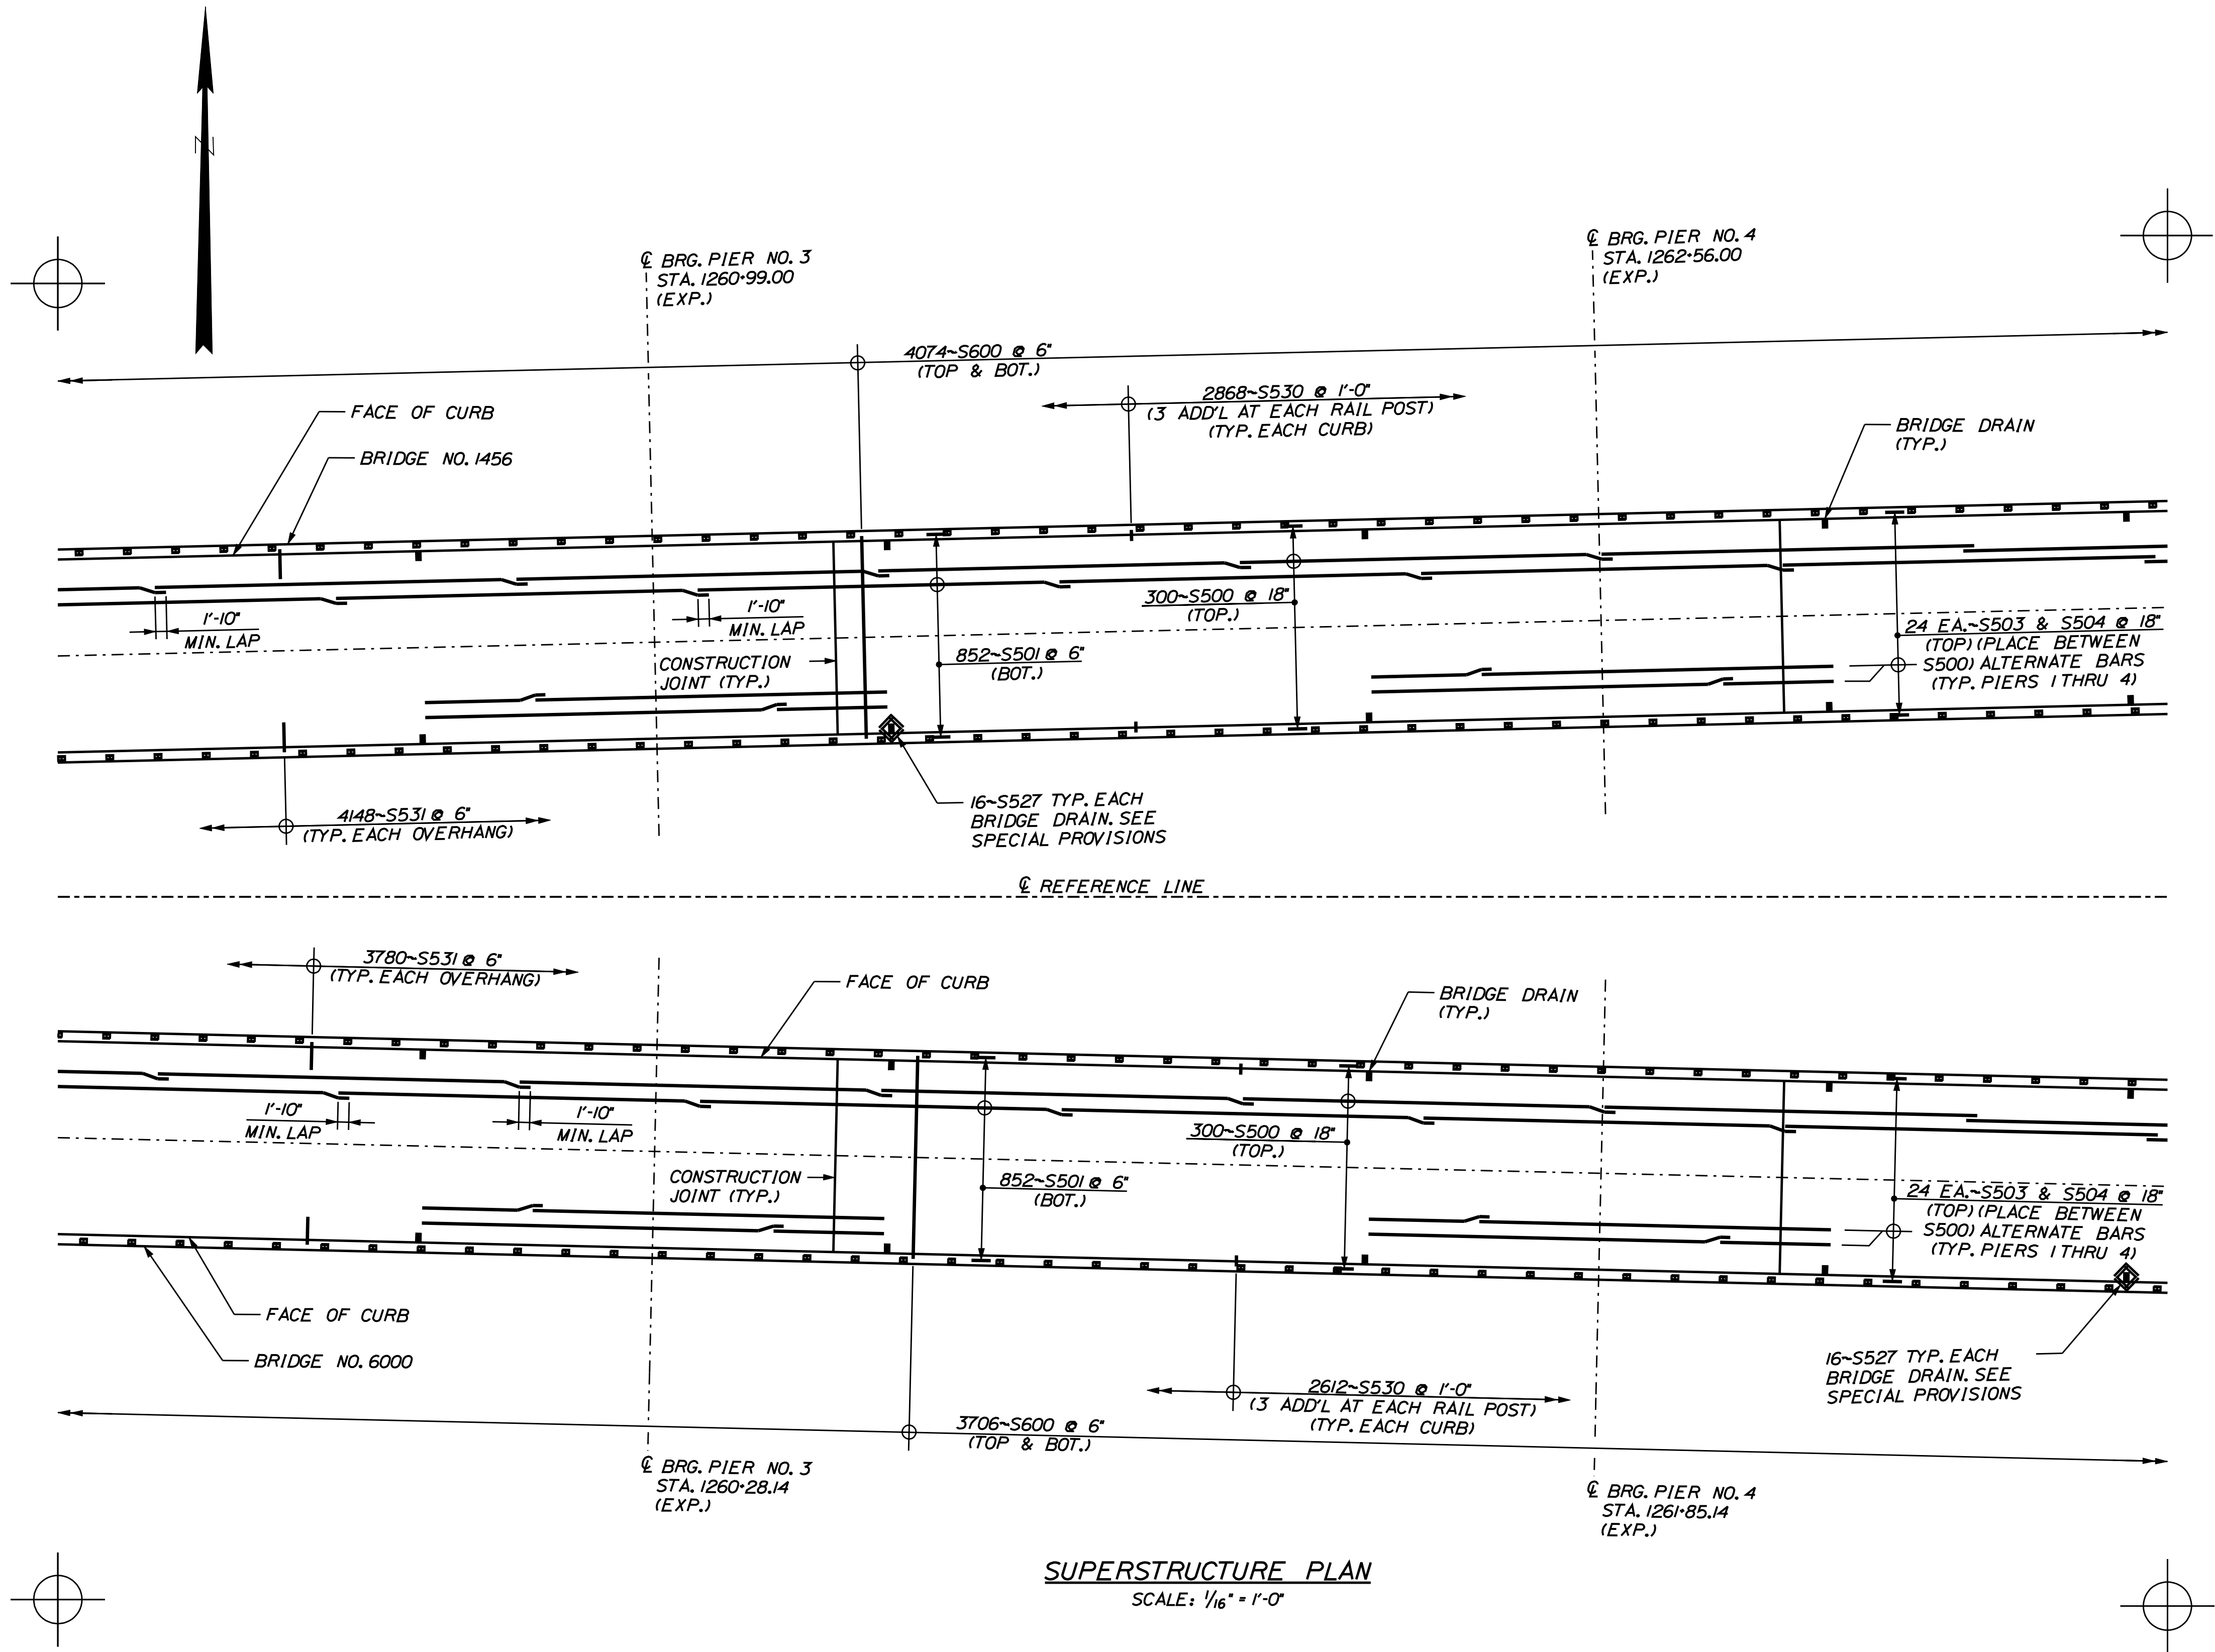 N
℄ BRG. PIER NO. 3
STA. 1260+99.00
(EXP.)
℄ BRG. PIER NO. 4
STA. 1262+56.00
(EXP.)
4074~S600 @ 6"
(TOP & BOT.)
2868~S530 @ 1'-0"
(3 ADD'L AT EACH RAIL POST)
(TYP. EACH CURB)
FACE OF CURB
BRIDGE NO. 1456
BRIDGE DRAIN
(TYP.)
1'-10"
MIN. LAP
1'-10"
MIN. LAP
CONSTRUCTION
JOINT (TYP.)
852~S501 @ 6"
(BOT.)
300~S500 @ 18"
(TOP.)
24 EA.~S503 & S504 @ 18"
(TOP) (PLACE BETWEEN
S500) ALTERNATE BARS
(TYP. PIERS 1 THRU 4)
4148~S531 @ 6"
(TYP. EACH OVERHANG)
16~S527 TYP. EACH
BRIDGE DRAIN. SEE
SPECIAL PROVISIONS
℄ REFERENCE LINE
3780~S531 @ 6"
(TYP. EACH OVERHANG)
FACE OF CURB
BRIDGE DRAIN
(TYP.)
1'-10"
MIN. LAP
1'-10"
MIN. LAP
CONSTRUCTION
JOINT (TYP.)
852~S501 @ 6"
(BOT.)
300~S500 @ 18"
(TOP.)
24 EA.~S503 & S504 @ 18"
(TOP) (PLACE BETWEEN
S500) ALTERNATE BARS
(TYP. PIERS 1 THRU 4)
FACE OF CURB
BRIDGE NO. 6000
16~S527 TYP. EACH
BRIDGE DRAIN. SEE
SPECIAL PROVISIONS
2612~S530 @ 1'-0"
(3 ADD'L AT EACH RAIL POST)
(TYP. EACH CURB)
3706~S600 @ 6"
(TOP & BOT.)
℄ BRG. PIER NO. 3
STA. 1260+28.14
(EXP.)
℄ BRG. PIER NO. 4
STA. 1261+85.14
(EXP.)
SUPERSTRUCTURE PLAN
SCALE: 1/16" = 1'-0"